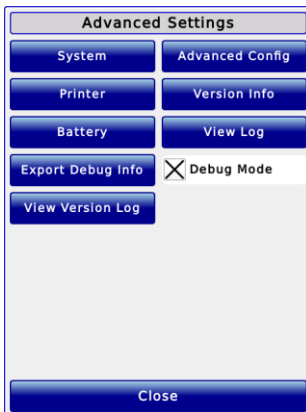 Advanced Settings
System
Advanced Config
Printer
Version Info
Battery
View Log
Export Debug Info
Debug Mode
View Version Log
Close